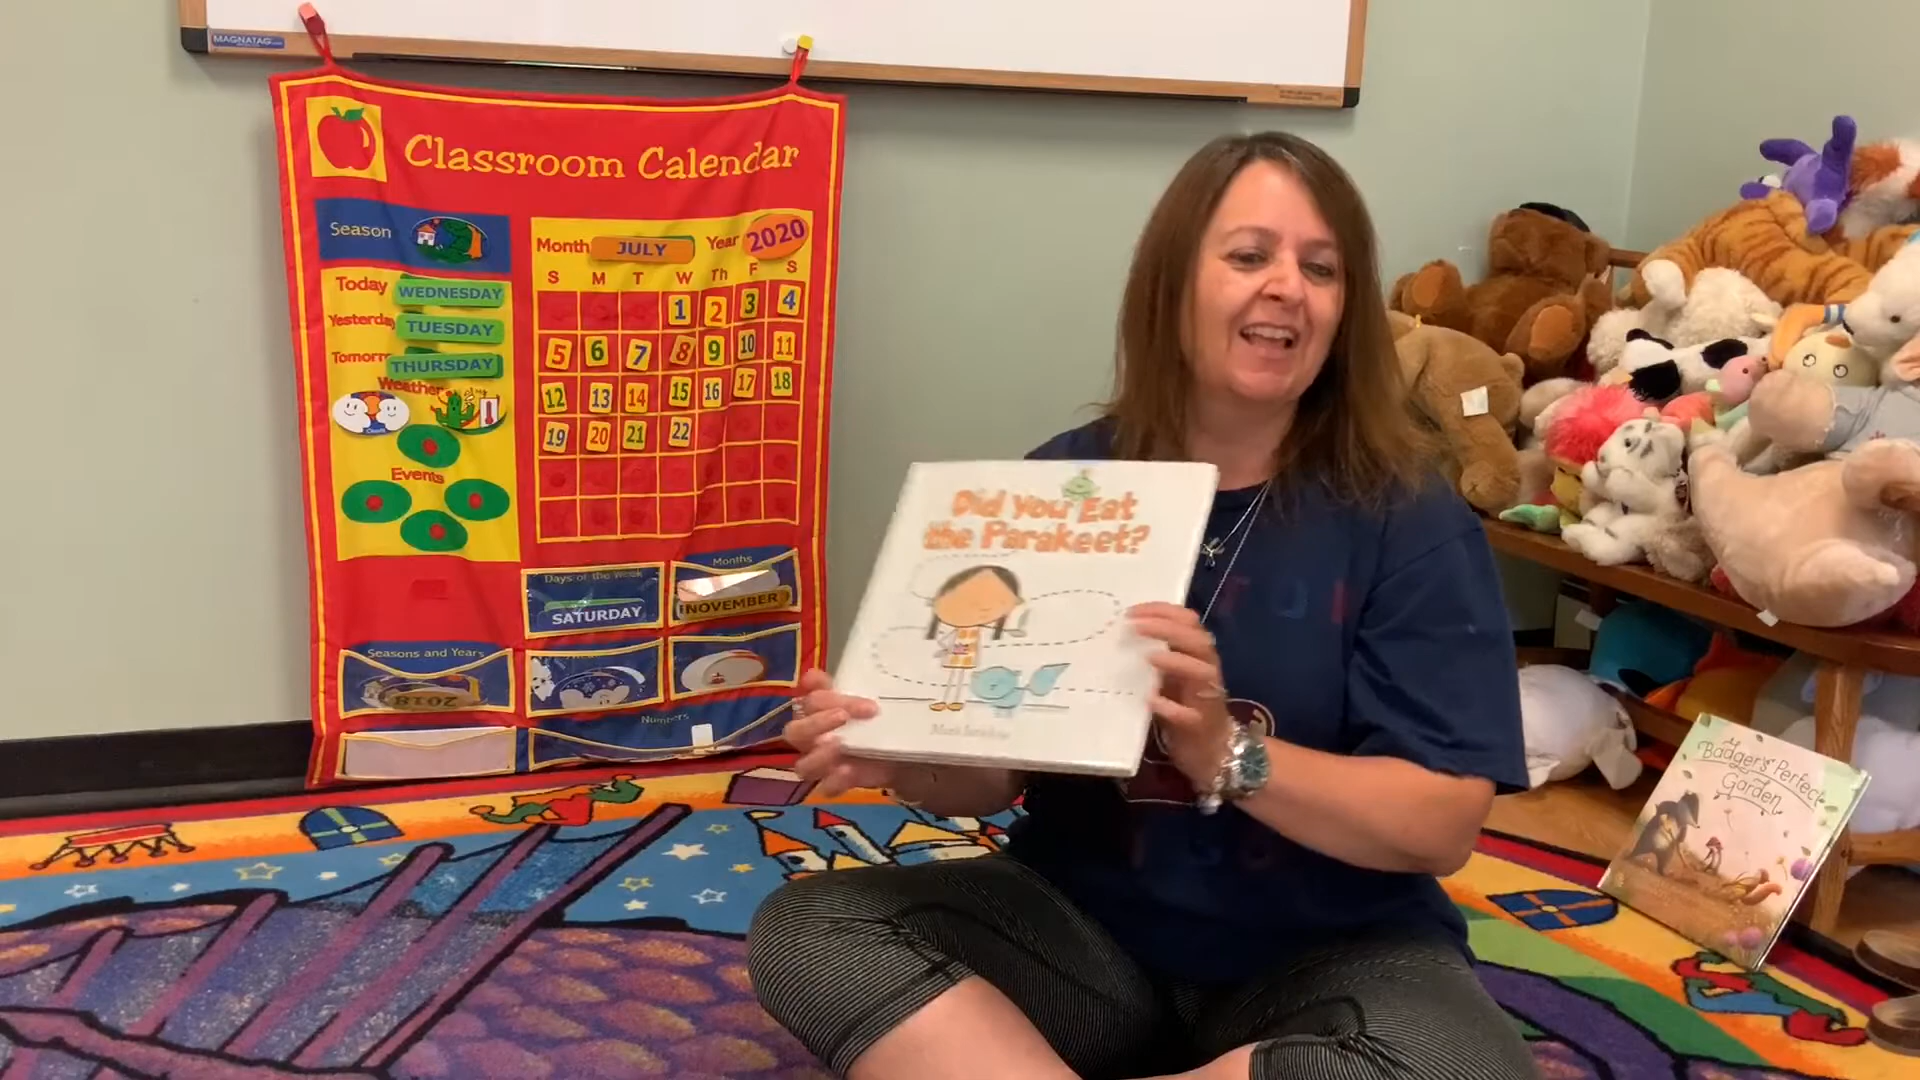 MAGNATAG
Classroom Calendar
Season
Month JULY Year 2020
S M T W Th F S
Today WEDNESDAY
Yesterday TUESDAY
Tomorr THURSDAY
Weather
Events
1 2 3 4
5 6 7 8 9 10 11
12 13 14 15 16 17 18
19 20 21 22
Days of the Week
SATURDAY
Months
NOVEMBER
Seasons and Years
2018
Numbers
Did You Eat
the Parakeet?
Badger's Perfect
Garden